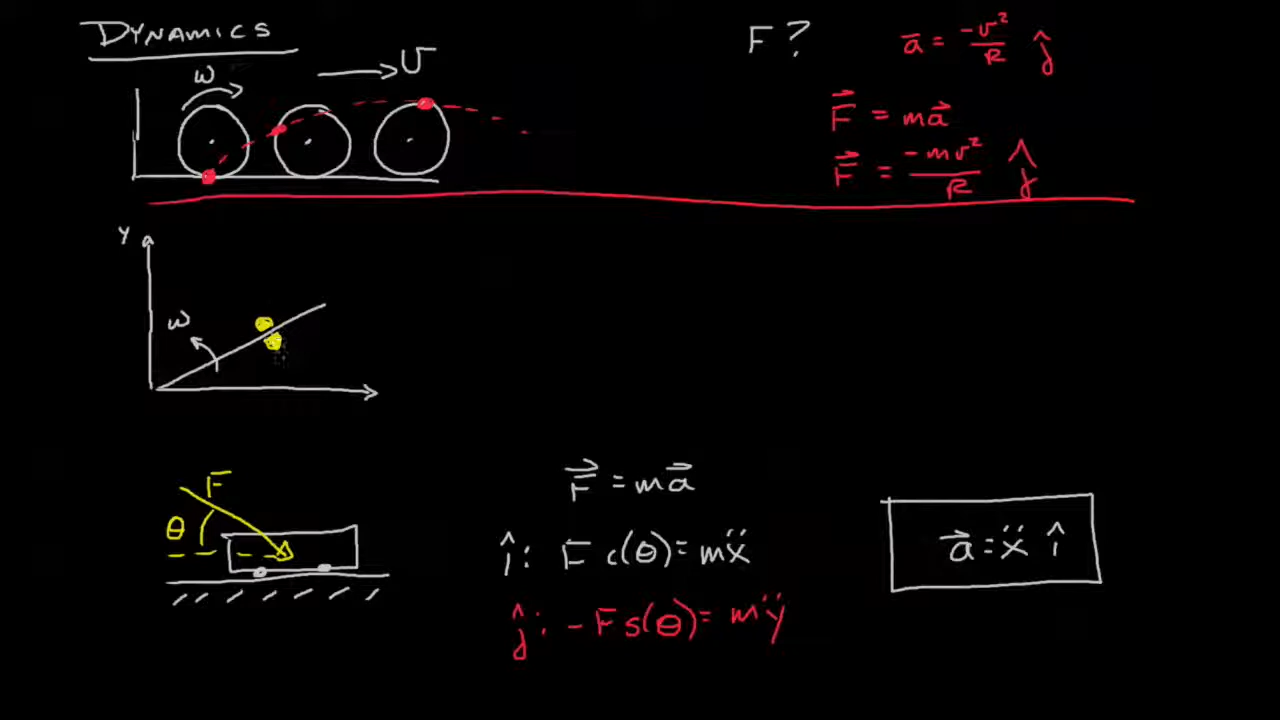 DYNAMICS
F?
a̅ = -v²/R ĵ
ω
v
F⃗ = ma⃗
F⃗ = -mv²/R ĵ
Y
ω
F
θ
F⃗ = ma⃗
î: F c(θ) = mẍ
a⃗ = ẍ î
ĵ: -F s(θ) = mÿ